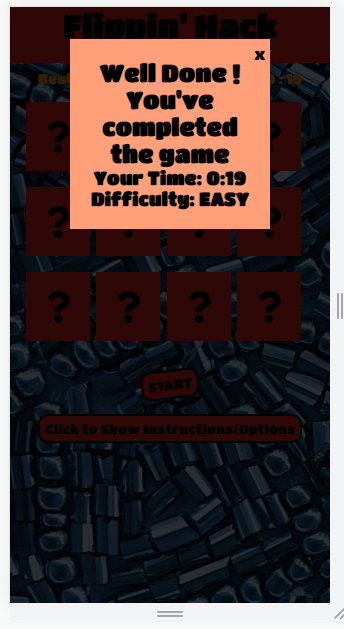 Flippin' Hack
x
Well Done !
You've
completed
the game
Your Time: 0:19
Difficulty: EASY
?
?
?
?
? ? ? ?
START
Click to Show Instructions/Options